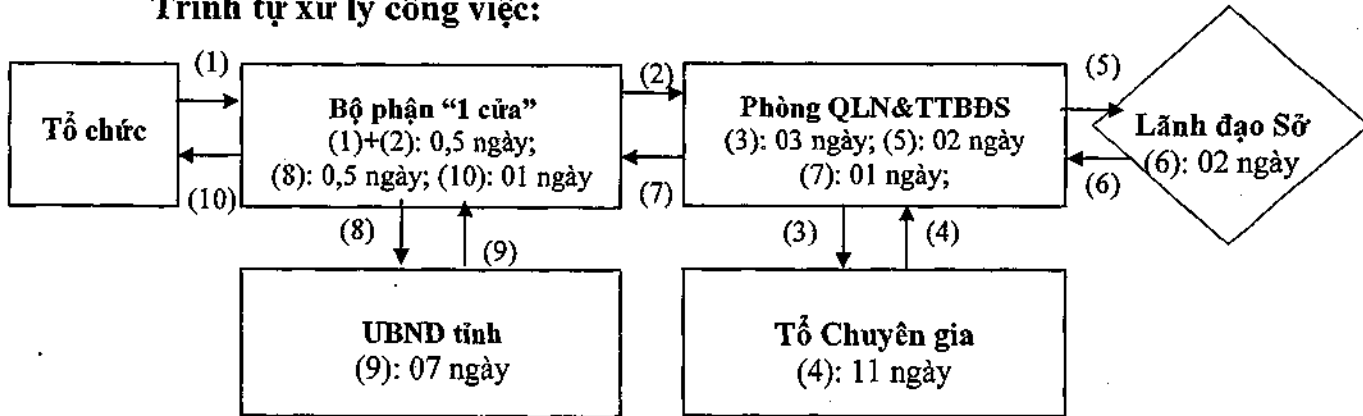 Trình tự xử lý công việc:
Tổ chức
(1)
(10)
Bộ phận “1 cửa”
(1)+(2): 0,5 ngày;
(8): 0,5 ngày; (10): 01 ngày
(2)
(7)
Phòng QLN&TTBĐS
(3): 03 ngày; (5): 02 ngày
(7): 01 ngày;
(5)
(6)
Lãnh đạo Sở
(6): 02 ngày
(8)
(9)
(3)
(4)
UBND tỉnh
(9): 07 ngày
Tổ Chuyên gia
(4): 11 ngày